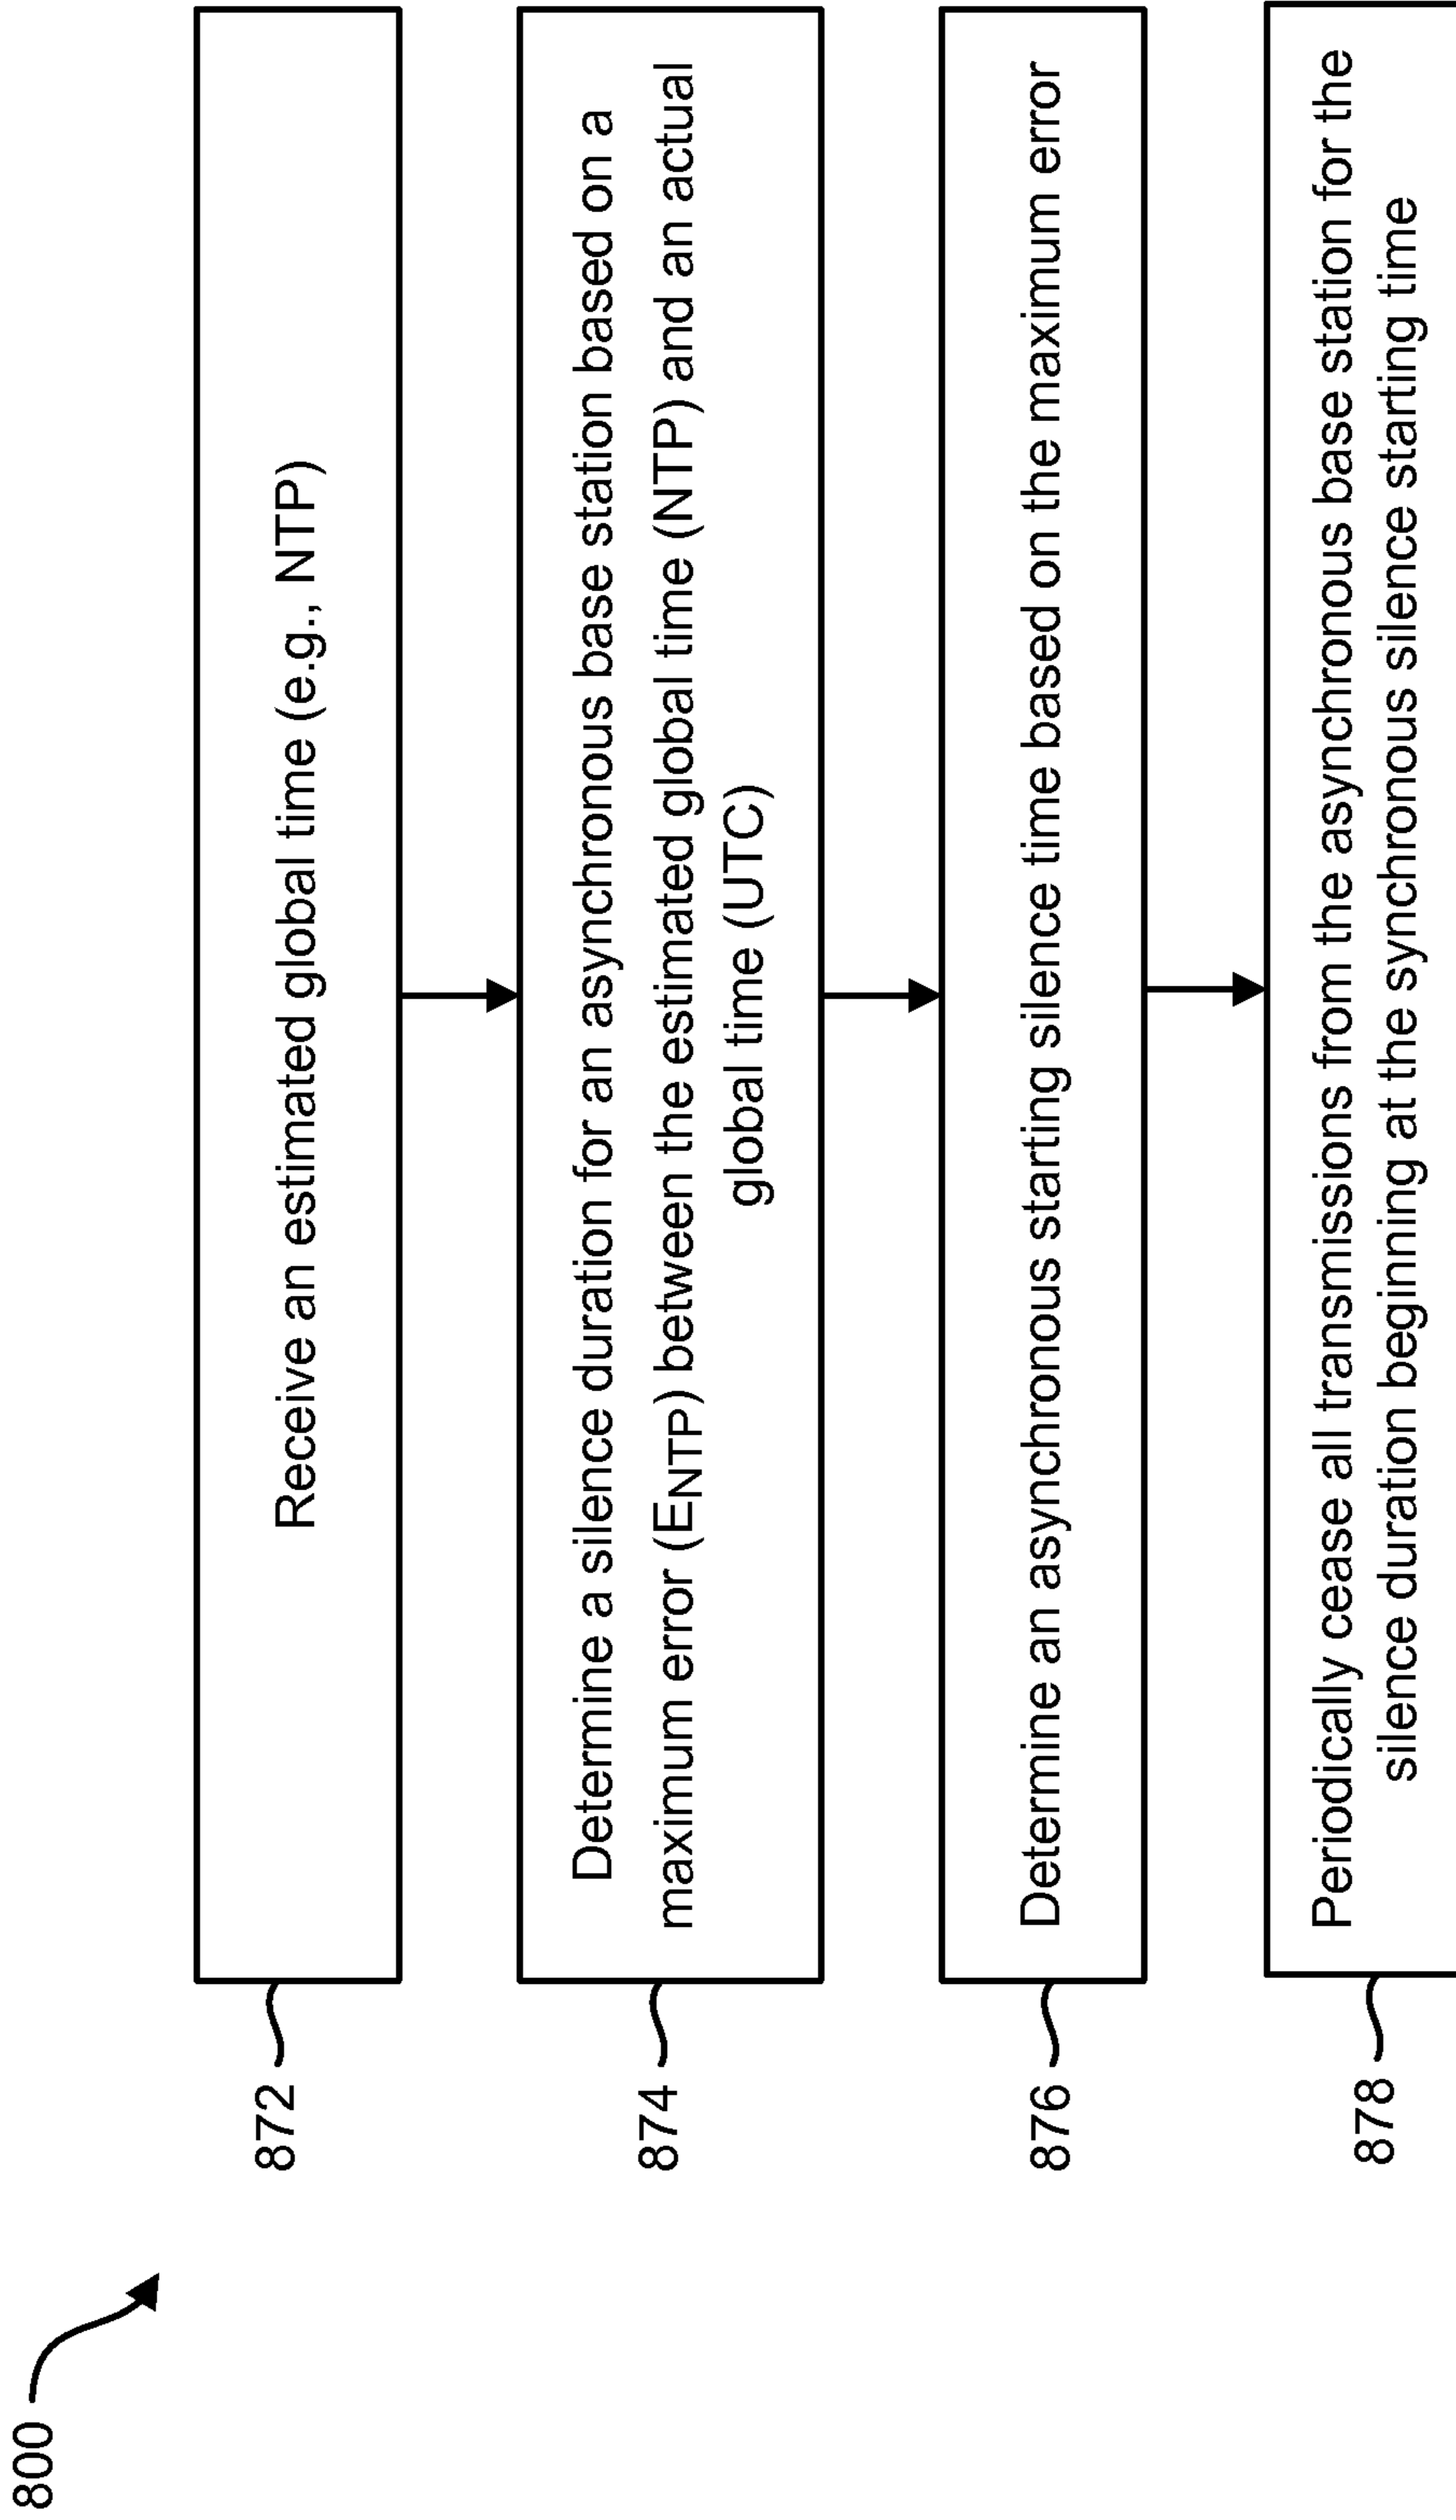 800
872
Receive an estimated global time (e.g., NTP)
874
Determine a silence duration for an asynchronous base station based on a
maximum error (ENTP) between the estimated global time (NTP) and an actual
global time (UTC)
876
Determine an asynchronous starting silence time based on the maximum error
878
Periodically cease all transmissions from the asynchronous base station for the
silence duration beginning at the synchronous silence starting time